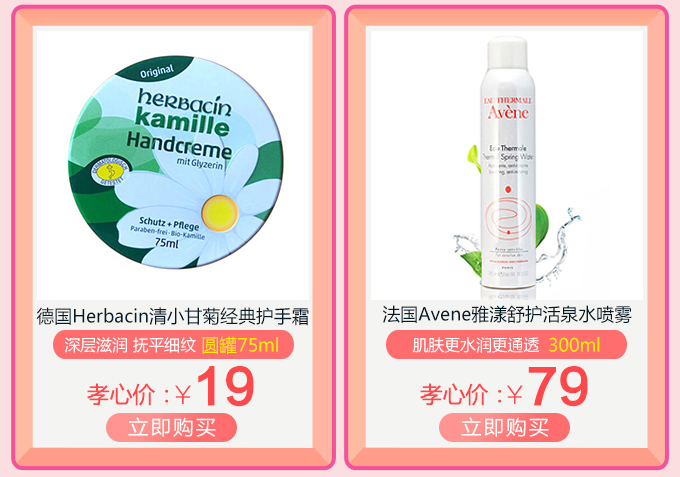 Original
herbacin
kamille
Handcreme
mit Glyzerin
DERMATOLOGISCH
GETESTET
Schutz + Pflege
Paraben-frei·Bio-Kamille
75ml
德国Herbacin清小甘菊经典护手霜
深层滋润 抚平细纹 圆罐75ml
孝心价：￥19
立即购买
EAU THERMALE
Avène
Eau Thermale
Thermal Spring Water
PARIS
法国Avene雅漾舒护活泉水喷雾
肌肤更水润更通透 300ml
孝心价：￥79
立即购买